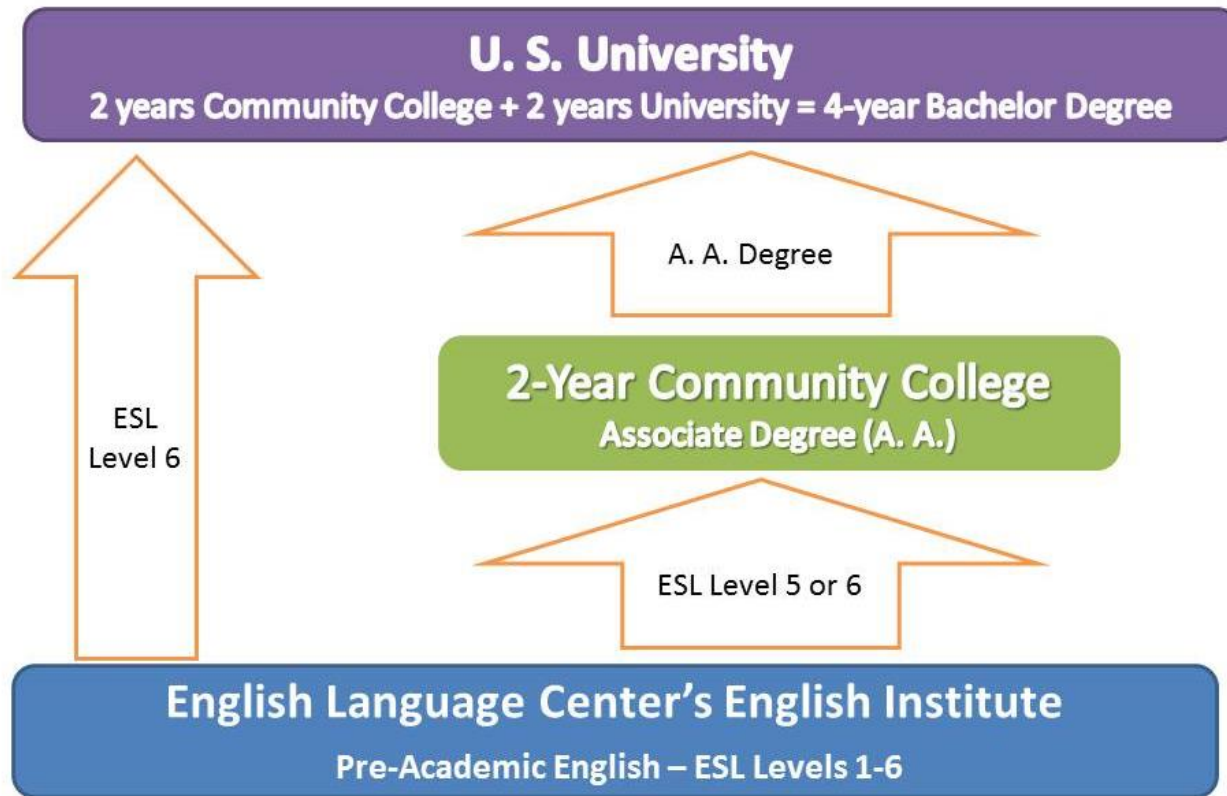 U. S. University
2 years Community College + 2 years University = 4-year Bachelor Degree
A. A. Degree
2-Year Community College
Associate Degree (A. A.)
ESL
Level 6
ESL Level 5 or 6
English Language Center’s English Institute
Pre-Academic English – ESL Levels 1-6